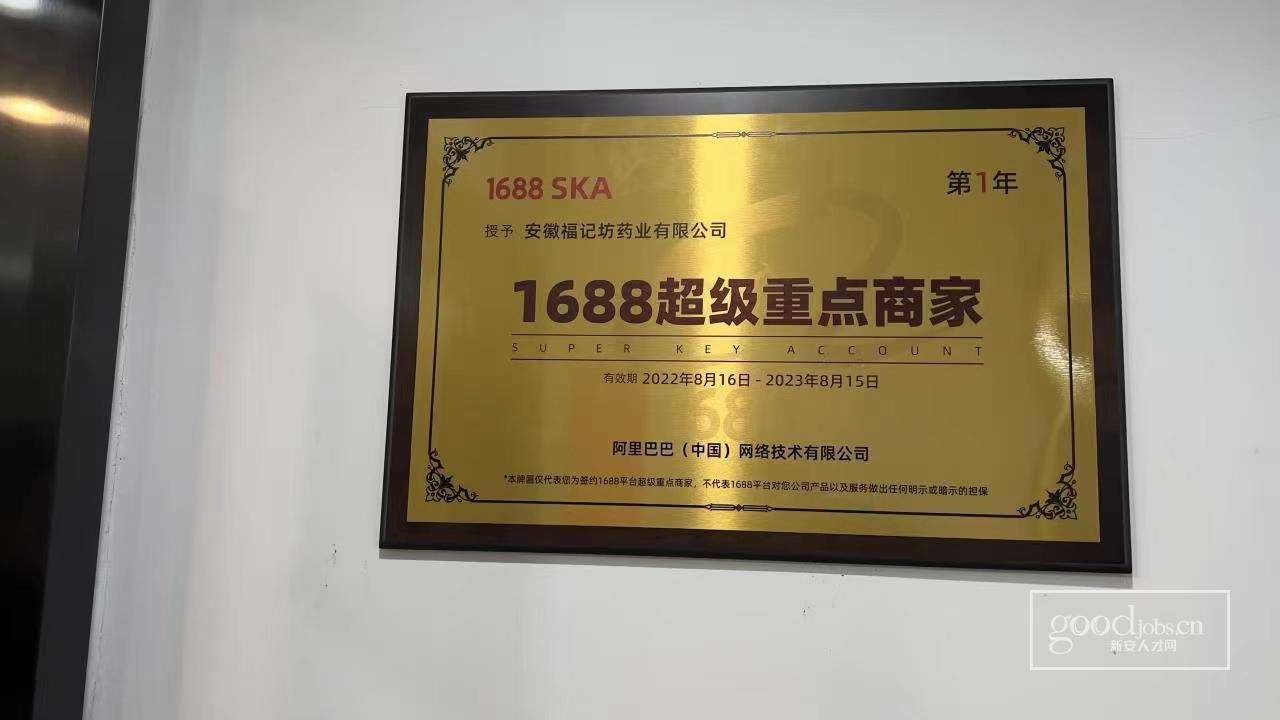 1688 SKA
第1年
授予 安徽福记坊药业有限公司
1688超级重点商家
SUPER KEY ACCOUNT
有效期 2022年8月16日 - 2023年8月15日
68
阿里巴巴（中国）网络技术有限公司
*本牌匾仅代表您为签约1688平台超级重点商家，不代表1688平台对您公司产品以及服务做出任何明示或暗示的担保
goodjobs.cn
新安人才网